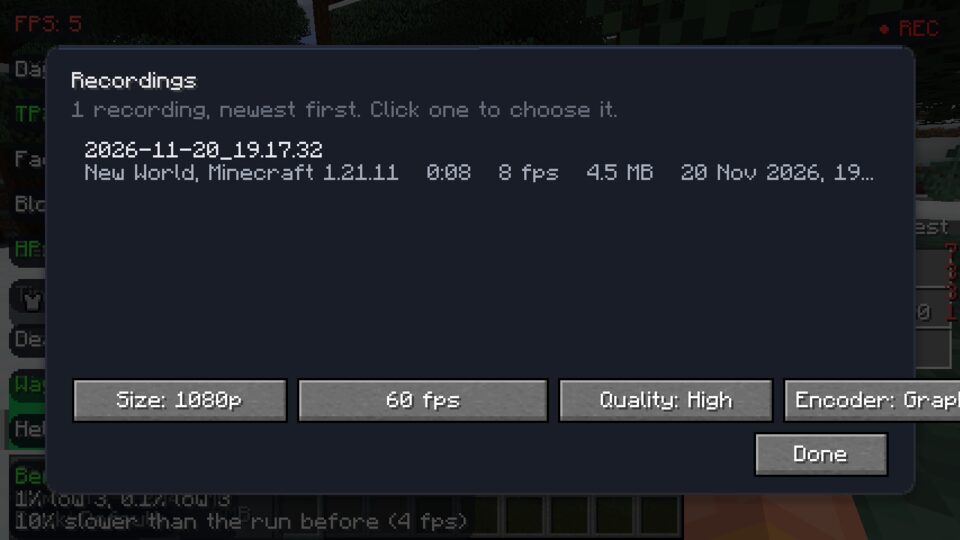 FPS: 5
● REC
Recordings
1 recording, newest first. Click one to choose it.
2026-11-20_19.17.32
New World, Minecraft 1.21.11 0:08 8 fps 4.5 MB 20 Nov 2026, 19...
Size: 1080p
60 fps
Quality: High
Encoder: Grap
Done
1% low 3, 0.1% low 3
10% slower than the run before (4 fps)